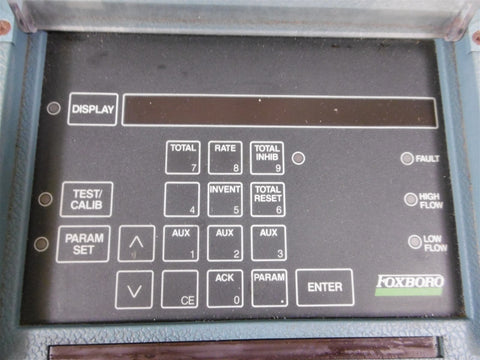 DISPLAY
TOTAL
7
RATE
8
TOTAL
INHIB
9
FAULT
TEST/
CALIB
4
INVENT
5
TOTAL
RESET
6
HIGH
FLOW
PARAM
SET
AUX
1
AUX
2
AUX
3
LOW
FLOW
CE
ACK
0
PARAM
.
ENTER
FOXBORO